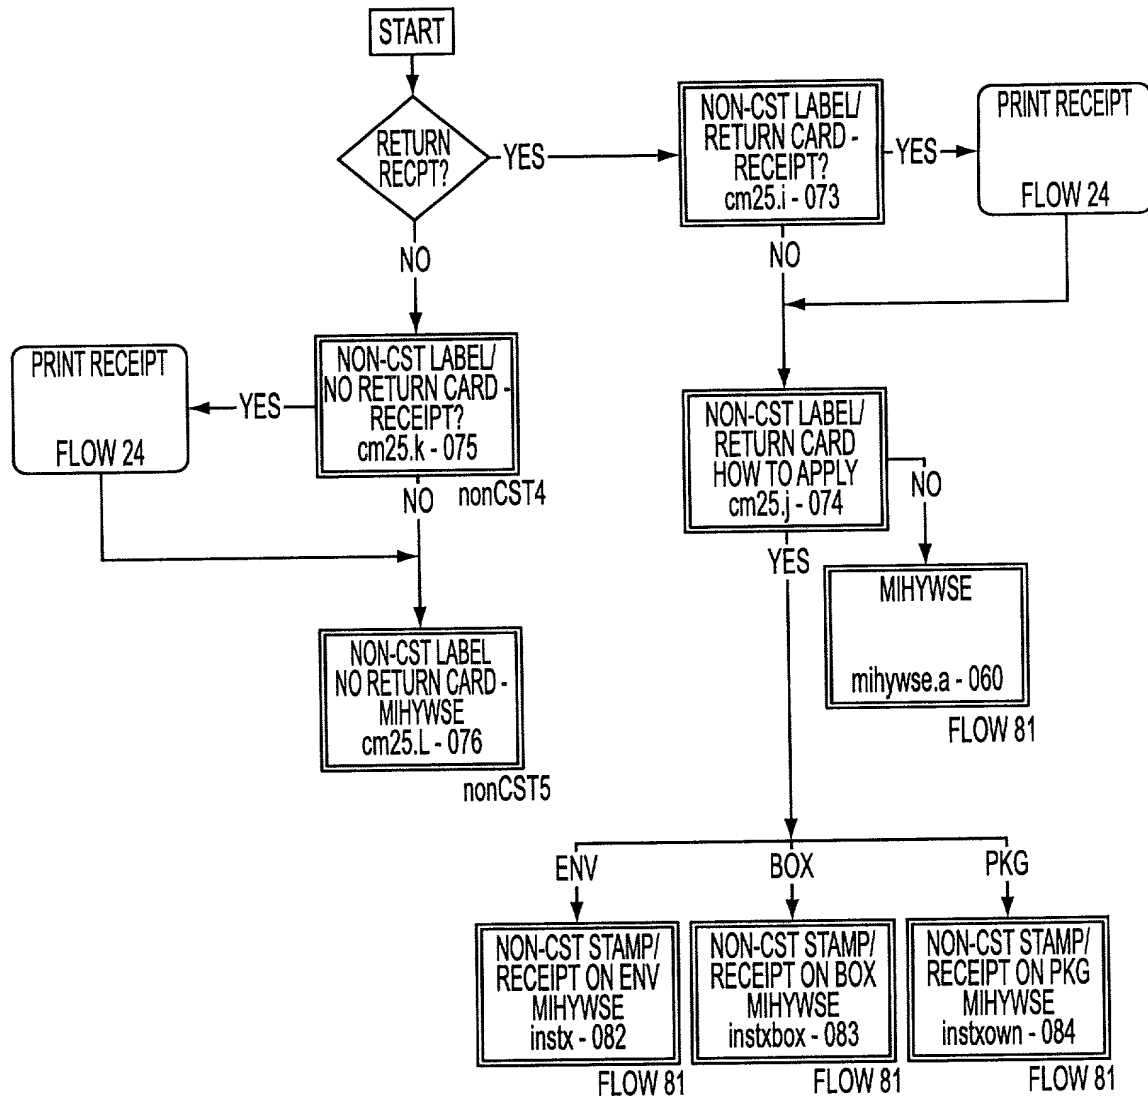 START
RETURN
RECPT?
YES
NON-CST LABEL/
RETURN CARD -
RECEIPT?
cm25.i - 073
YES
PRINT RECEIPT
FLOW 24
NO
NO
PRINT RECEIPT
FLOW 24
YES
NON-CST LABEL/
NO RETURN CARD -
RECEIPT?
cm25.k - 075
nonCST4
NO
NON-CST LABEL/
RETURN CARD
HOW TO APPLY
cm25.j - 074
NO
YES
MIHYWSE
mihywse.a - 060
FLOW 81
NON-CST LABEL
NO RETURN CARD -
MIHYWSE
cm25.L - 076
nonCST5
ENV
BOX
PKG
NON-CST STAMP/
RECEIPT ON ENV
MIHYWSE
instx - 082
FLOW 81
NON-CST STAMP/
RECEIPT ON BOX
MIHYWSE
instxbox - 083
FLOW 81
NON-CST STAMP/
RECEIPT ON PKG
MIHYWSE
instxown - 084
FLOW 81